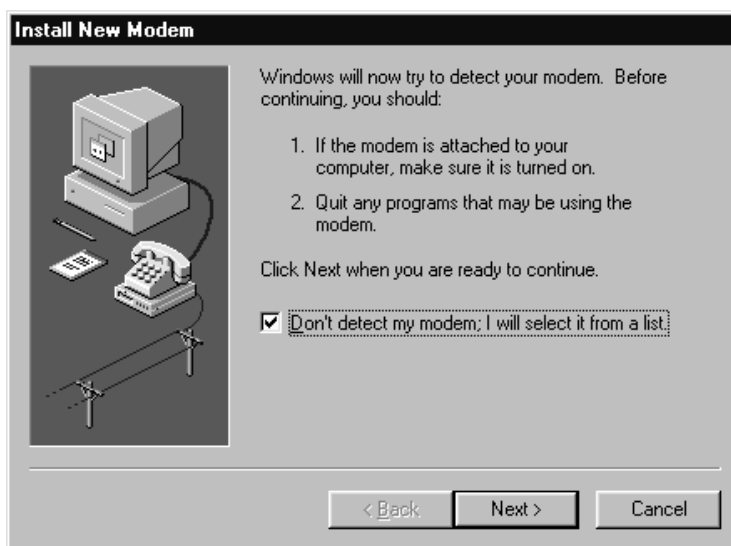 Install New Modem
Windows will now try to detect your modem. Before
continuing, you should:
1. If the modem is attached to your
computer, make sure it is turned on.
2. Quit any programs that may be using the
modem.
Click Next when you are ready to continue.
Don't detect my modem; I will select it from a list.
< Back
Next >
Cancel